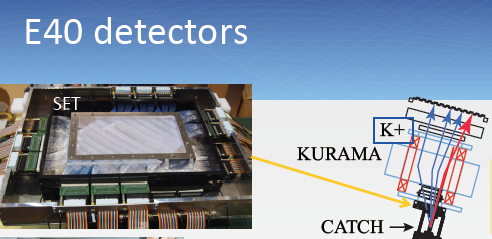 E40 detectors
SET
K+
KURAMA
CATCH